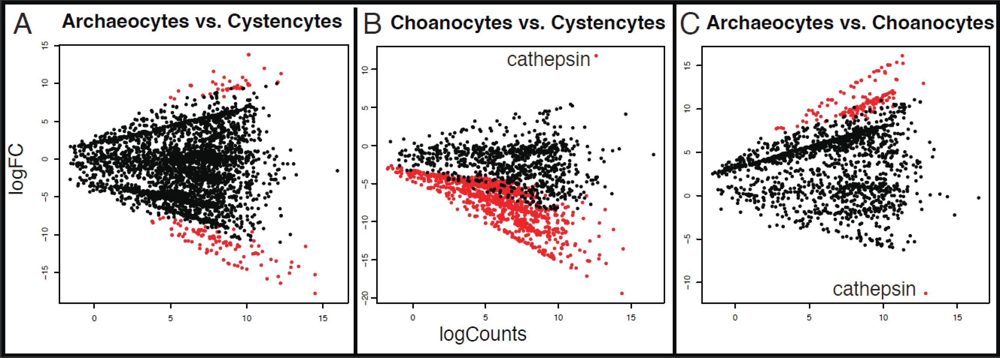 A Archaeocytes vs. Cystencytes
B Choanocytes vs. Cystencytes
C Archaeocytes vs. Choanocytes
logFC
15
10
5
0
−5
−10
−15
0 5 10 15
cathepsin
10
5
0
−5
−10
−15
−20
0 5 10 15
logCounts
15
10
5
0
−5
−10
cathepsin
0 5 10 15